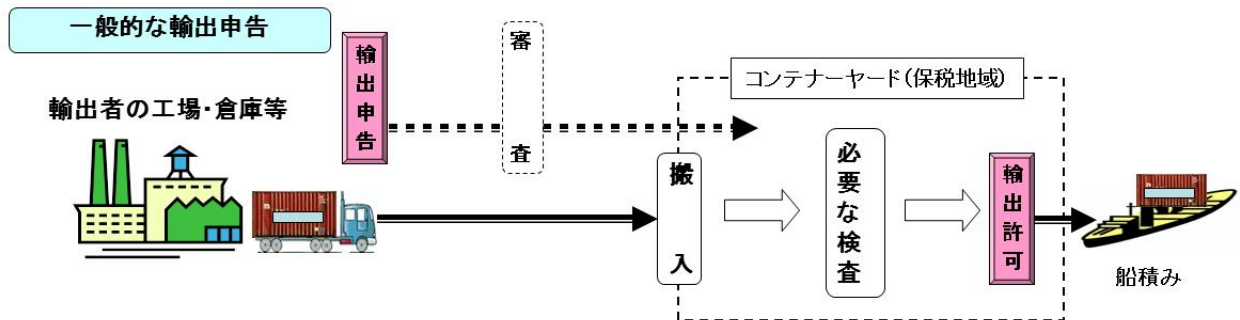 一般的な輸出申告
輸出者の工場・倉庫等
輸出申告
審査
コンテナーヤード(保税地域)
搬入
必要な検査
輸出許可
船積み